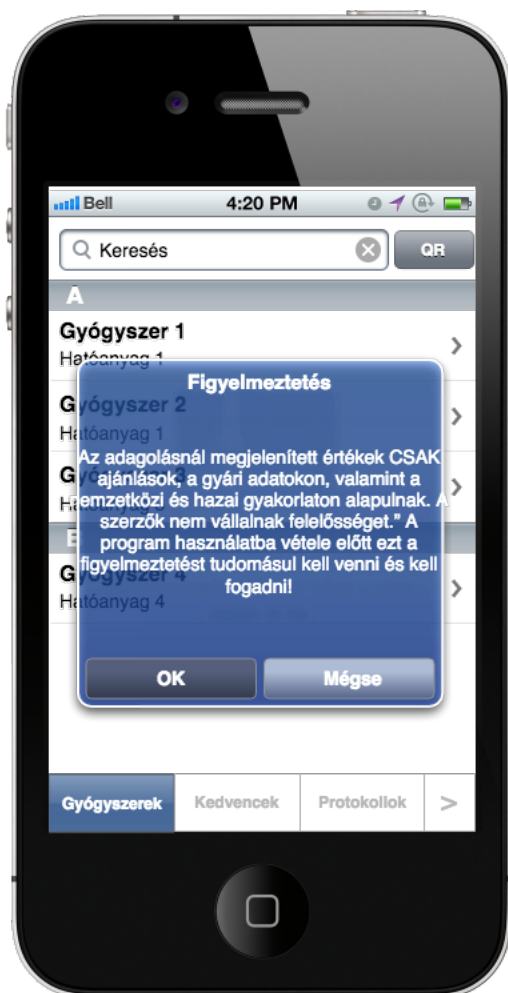 Bell 4:20 PM
Keresés QR
A
Gyógyszer 1
Hatóanyag 1
Figyelmeztetés
Gyógyszer 2
Hatóanyag 1
Az adagolásnál megjelenített értékek CSAK
ajánlások, a gyári adatokon, valamint a
nemzetközi és hazai gyakorlaton alapulnak. A
szerzők nem vállalnak felelősséget.” A
program használatba vétele előtt ezt a
figyelmeztetést tudomásul kell venni és kell
fogadni!
Gyógyszer 3
Gyógyszer 4
Hatóanyag 4
OK Mégse
Gyógyszerek Kedvencek Protokollok >